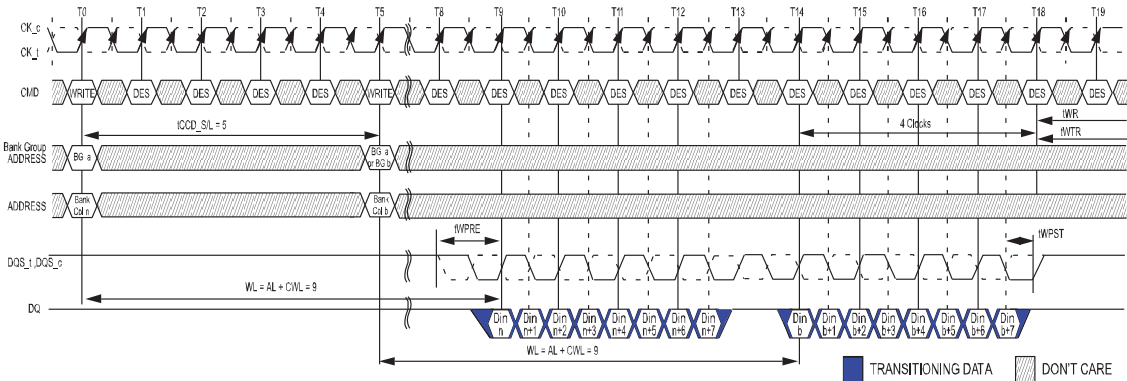 T0 T1 T2 T3 T4 T5 T8 T9 T10 T11 T12 T13 T14 T15 T16 T17 T18 T19
CK_c
CK_t
CMD WRITE DES DES DES DES WRITE DES DES DES DES DES DES DES DES DES DES DES DES
tCCD_S/L = 5 4 Clocks tWR
tWTR
Bank Group
ADDRESS
BG a
BG a
or BG b
ADDRESS
Bank
Col n
Bank
Col b
tWPRE tWPST
DQS_t ,DQS_c
WL = AL + CWL = 9
DQ
Din
n
Din
n+1
Din
n+2
Din
n+3
Din
n+4
Din
n+5
Din
n+6
Din
n+7
Din
b
Din
b+1
Din
b+2
Din
b+3
Din
b+4
Din
b+5
Din
b+6
Din
b+7
WL = AL + CWL = 9
TRANSITIONING DATA DON'T CARE